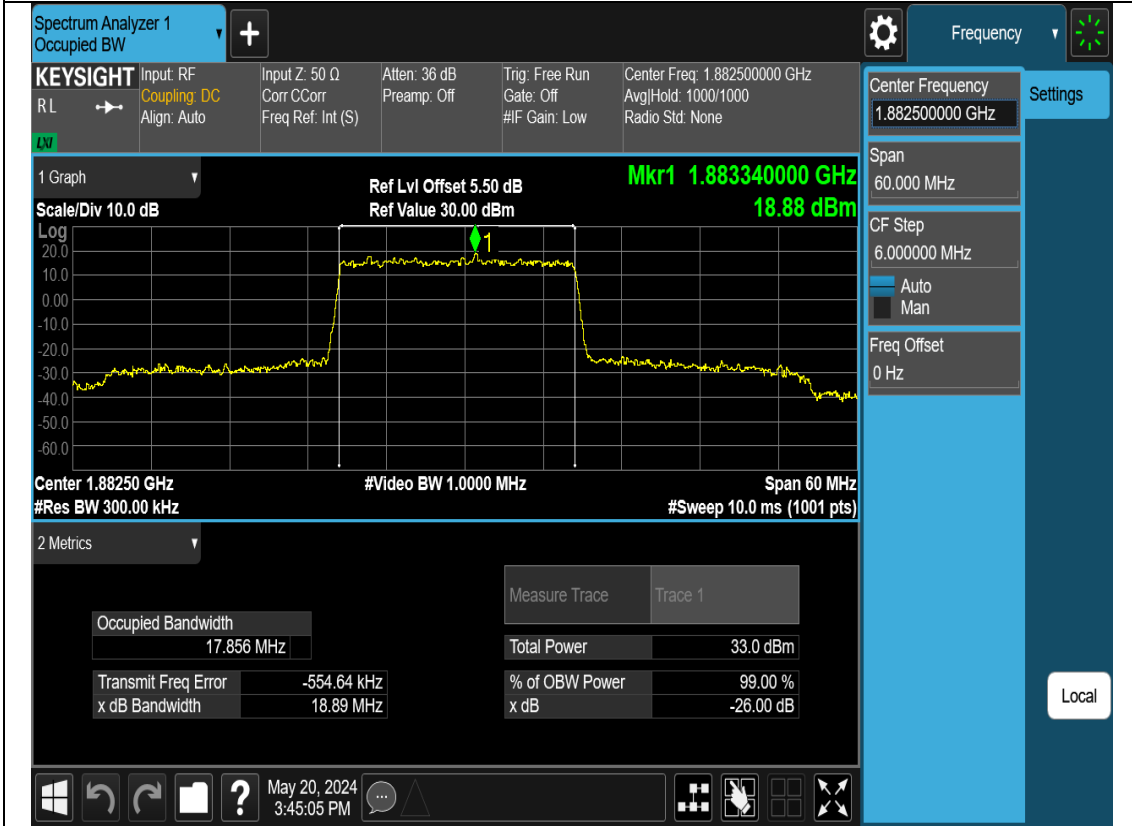 Spectrum Analyzer 1
Occupied BW
▼
+
Frequency
▼
KEYSIGHT
R L
LXI
Input: RF
Coupling: DC
Align: Auto
Input Z: 50 Ω
Corr CCorr
Freq Ref: Int (S)
Atten: 36 dB
Preamp: Off
Trig: Free Run
Gate: Off
#IF Gain: Low
Center Freq: 1.882500000 GHz
Avg|Hold: 1000/1000
Radio Std: None
1 Graph
▼
Scale/Div 10.0 dB
Ref Lvl Offset 5.50 dB
Ref Value 30.00 dBm
Mkr1 1.883340000 GHz
18.88 dBm
Log
1
20.0
10.0
0.00
-10.0
-20.0
-30.0
-40.0
-50.0
-60.0
Center 1.88250 GHz
#Video BW 1.0000 MHz
Span 60 MHz
#Res BW 300.00 kHz
#Sweep 10.0 ms (1001 pts)
2 Metrics
▼
Measure Trace
Trace 1
Occupied Bandwidth
17.856 MHz
Total Power
33.0 dBm
Transmit Freq Error
-554.64 kHz
% of OBW Power
99.00 %
x dB Bandwidth
18.89 MHz
x dB
-26.00 dB
Center Frequency
1.882500000 GHz
Settings
Span
60.000 MHz
CF Step
6.000000 MHz
Auto
Man
Freq Offset
0 Hz
Local
?
May 20, 2024
3:45:05 PM